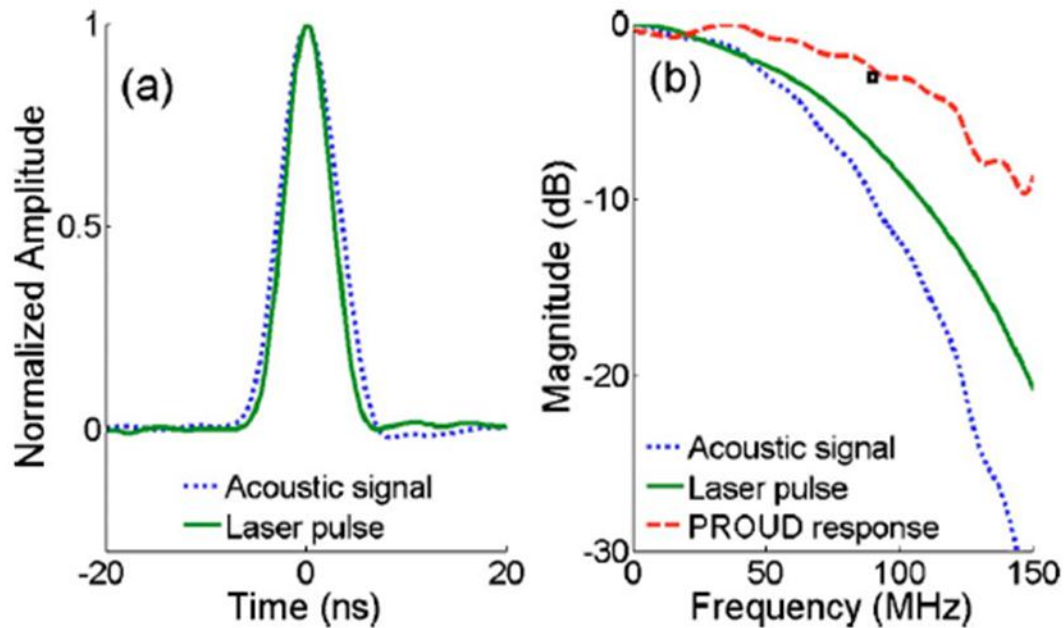 (a)
1
0.5
0
Normalized Amplitude
Acoustic signal
Laser pulse
-20
0
20
Time (ns)
(b)
0
-10
-20
-30
Magnitude (dB)
Acoustic signal
Laser pulse
PROUD response
0
50
100
150
Frequency (MHz)